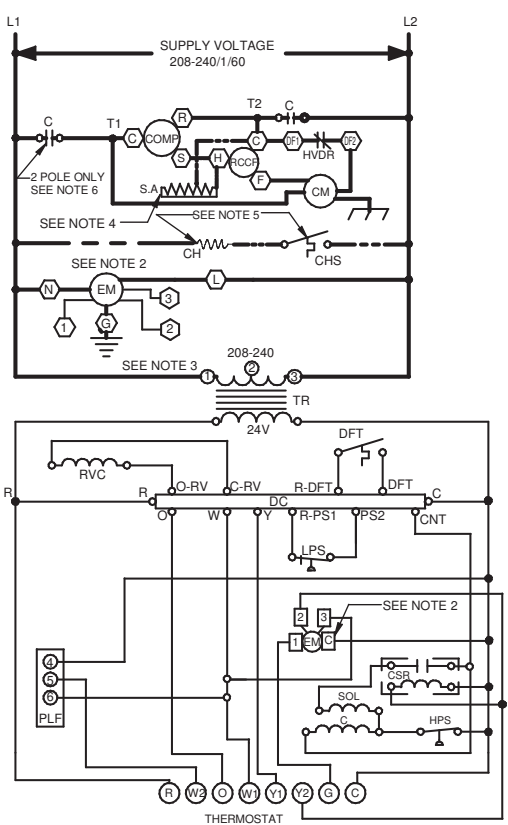 L1 L2
SUPPLY VOLTAGE
208-240/1/60
C T1 C COMP R T2 C
S H C DF1 HVDR DF2
RCCF
F CM
2 POLE ONLY
SEE NOTE 6
S.A
SEE NOTE 4
SEE NOTE 5
CH CHS
SEE NOTE 2
N EM 3 L
1 G 2
SEE NOTE 3
208-240
1 2 3
TR
24V
DFT
RVC
R R O-RV C-RV R-DFT DFT C C
DC
O W Y R-PS1 PS2 CNT
LPS
2 3
SEE NOTE 2
1 EM C
CSR
4
5
6
PLF
SOL
C HPS
R W2 O W1 Y1 Y2 G C
THERMOSTAT